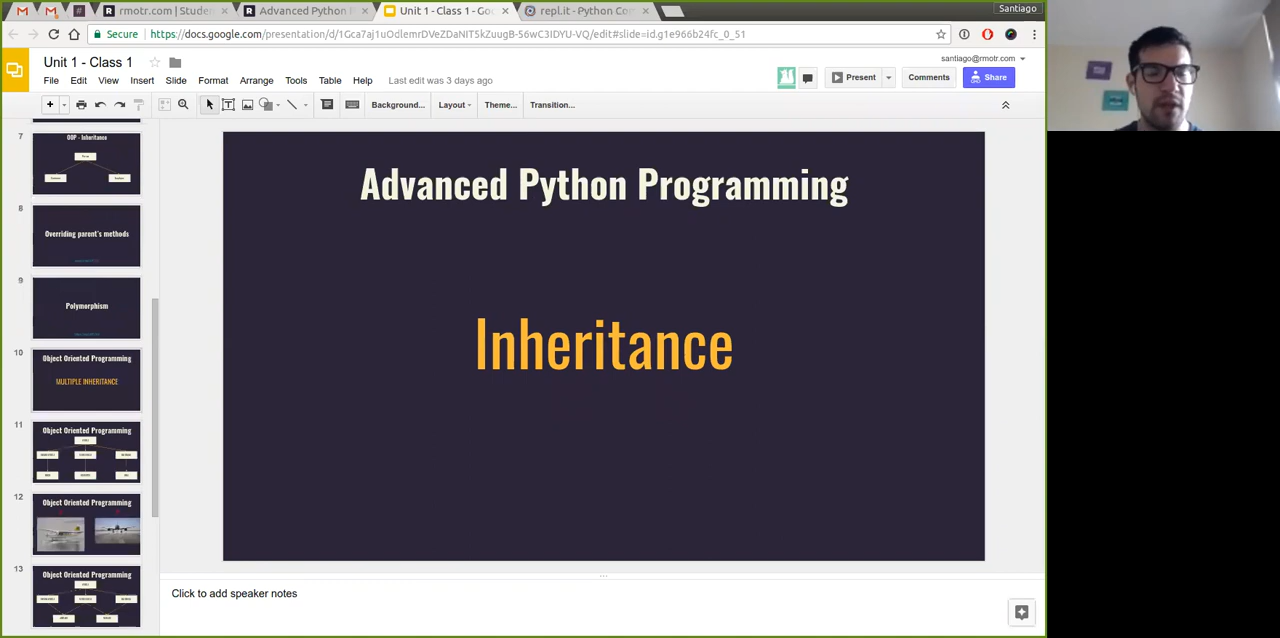 Santiago
rmotr.com | Studen
Advanced Python P
Unit 1 - Class 1 - Goo
repl.it - Python Con
Secure
https://docs.google.com/presentation/d/1Gca7aj1uOdlemrDVeZDaNIT5kZuugB-56wC3IDYU-VQ/edit#slide=id.g1e966b24fc_0_51
Unit 1 - Class 1
santiago@rmotr.com
File Edit View Insert Slide Format Arrange Tools Table Help Last edit was 3 days ago
Present
Comments
Share
Background... Layout Theme... Transition...
7
OOP - Inheritance
8
Overriding parent's methods
9
Polymorphism
10
Object Oriented Programming
MULTIPLE INHERITANCE
11
Object Oriented Programming
12
Object Oriented Programming
13
Object Oriented Programming
Advanced Python Programming
Inheritance
Click to add speaker notes